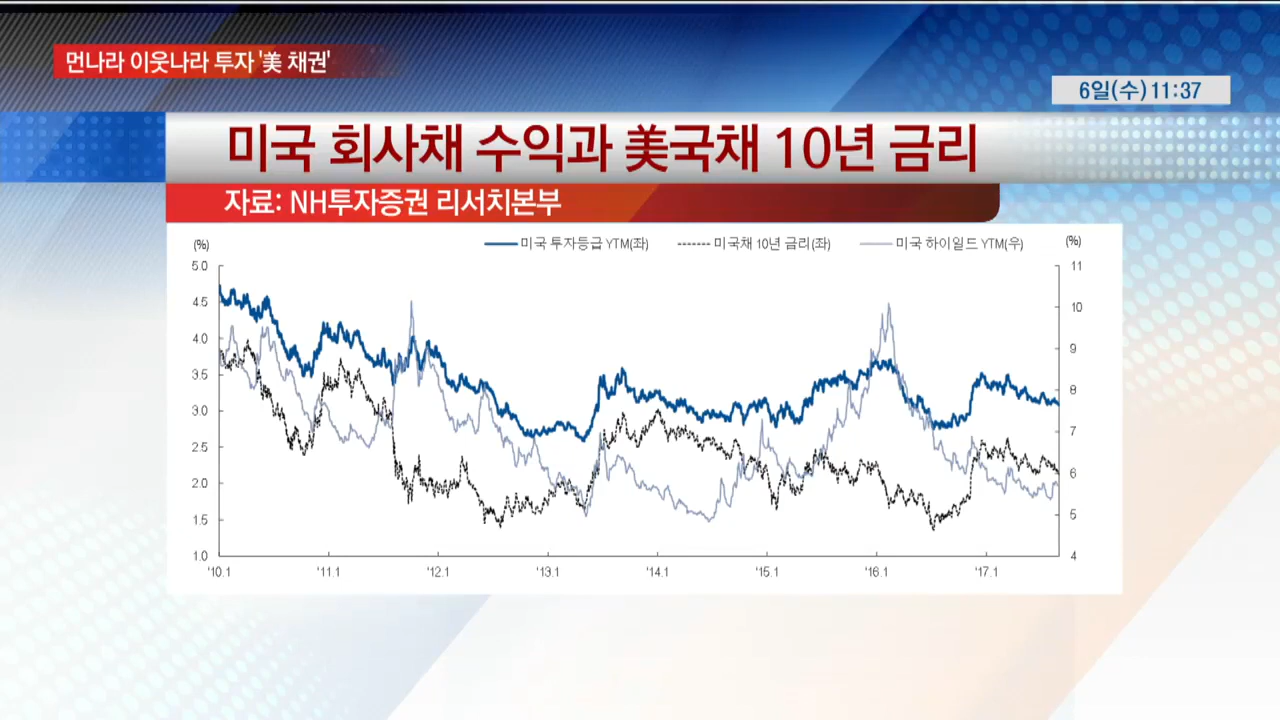 먼나라 이웃나라 투자 '美 채권'
6일(수) 11:37
미국 회사채 수익과 美국채 10년 금리
자료: NH투자증권 리서치본부
(%) 미국 투자등급 YTM(좌) 미국채 10년 금리(좌) 미국 하이일드 YTM(우) (%)
5.0 11
4.5 10
4.0 9
3.5 8
3.0 7
2.5 6
2.0 5
1.5 4
1.0
'10.1 '11.1 '12.1 '13.1 '14.1 '15.1 '16.1 '17.1